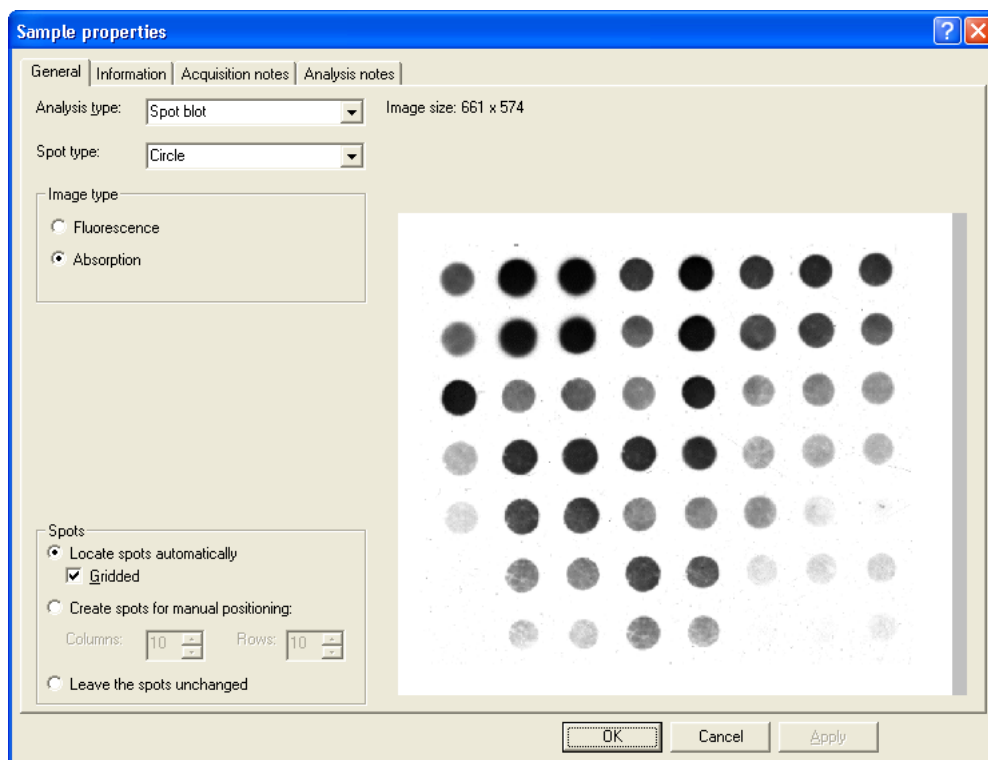 Sample properties
General Information Acquisition notes Analysis notes
Analysis type: Spot blot Image size: 661 x 574
Spot type: Circle
Image type
Fluorescence
Absorption
Spots
Locate spots automatically
Gridded
Create spots for manual positioning:
Columns: 10 Rows: 10
Leave the spots unchanged
OK Cancel Apply